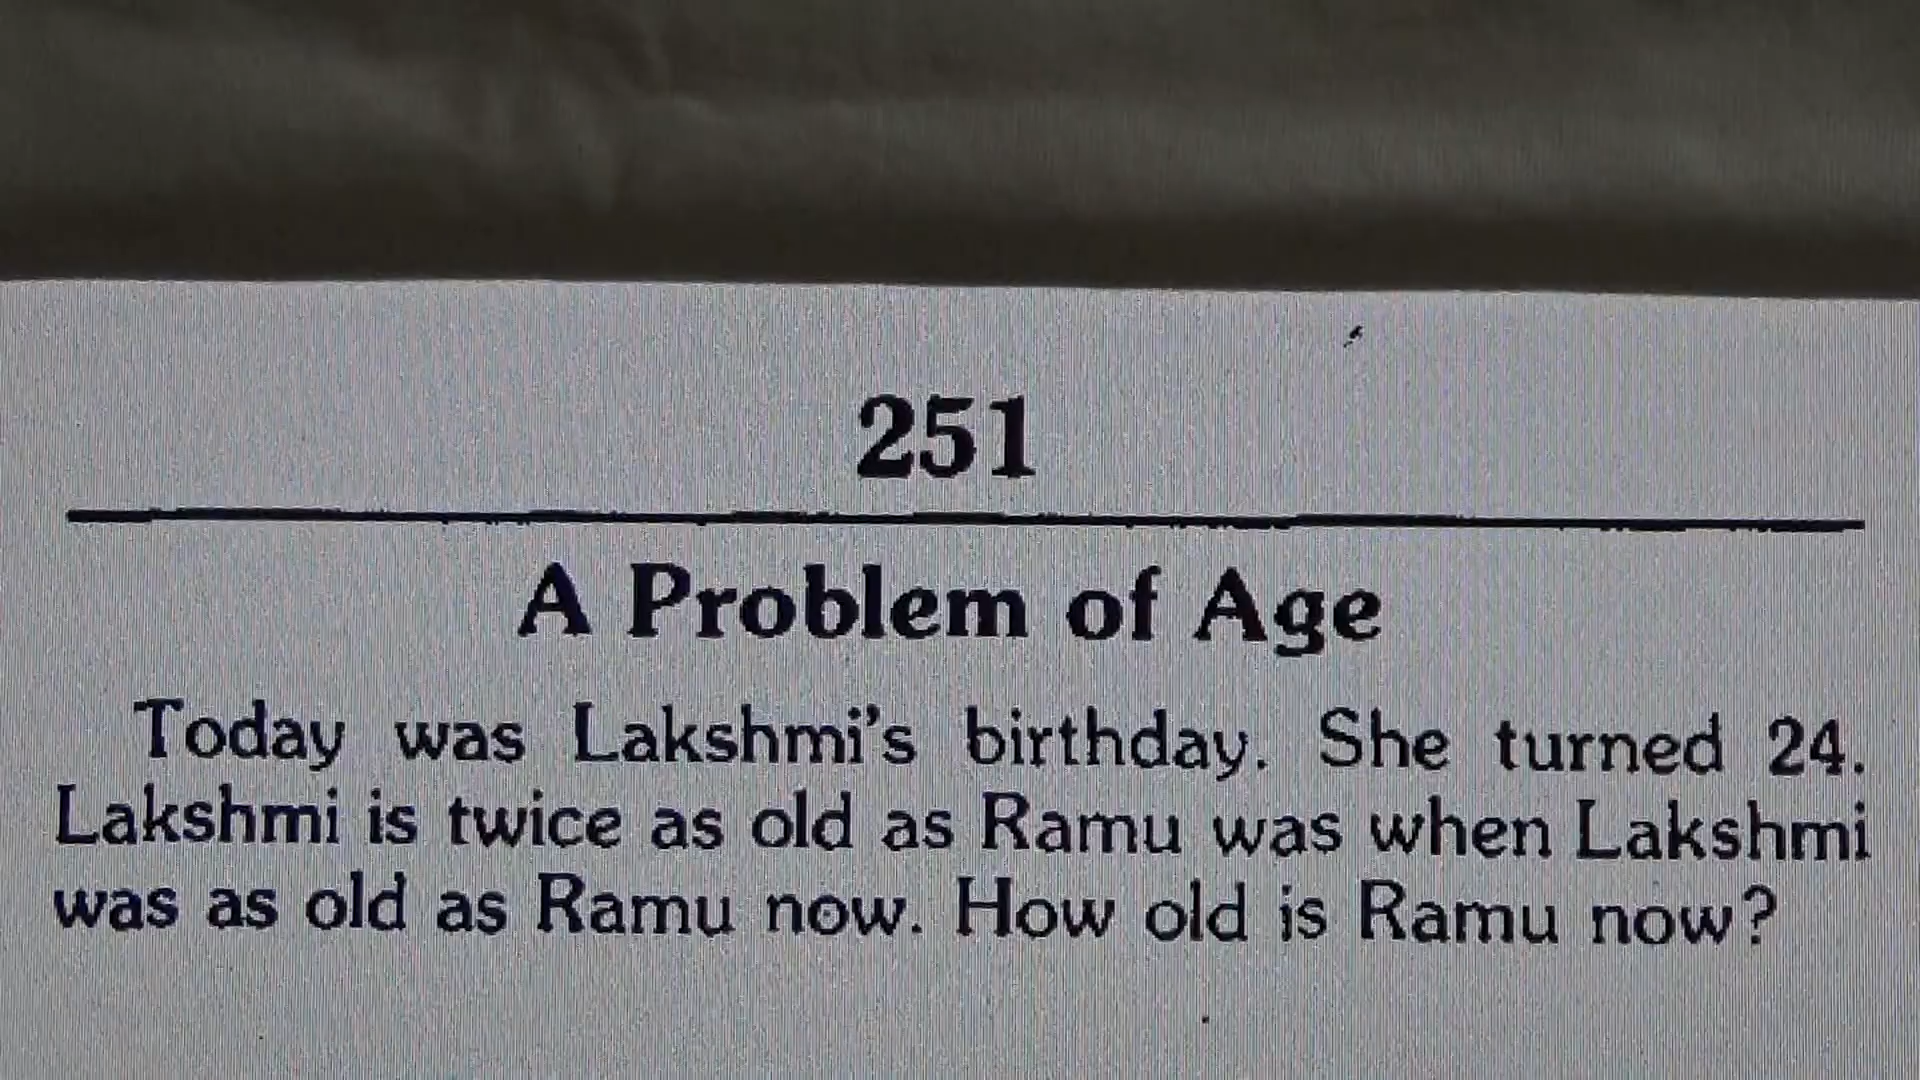 251
A Problem of Age
Today was Lakshmi's birthday. She turned 24.
Lakshmi is twice as old as Ramu was when Lakshmi
was as old as Ramu now. How old is Ramu now?